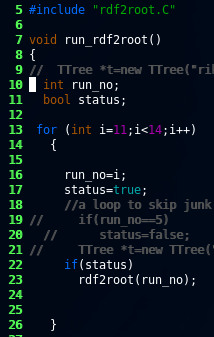 5 #include "rdf2root.C"
6
7 void run_rdf2root()
8 {
9 //  TTree *t=new TTree("ri
10   int run_no;
11   bool status;
12
13  for (int i=11;i<14;i++)
14    {
15
16      run_no=i;
17      status=true;
18      //a loop to skip junk
19 //     if(run_no==5)
20   //      status=false;
21 //     TTree *t=new TTree("
22      if(status)
23        rdf2root(run_no);
24
25
26    }